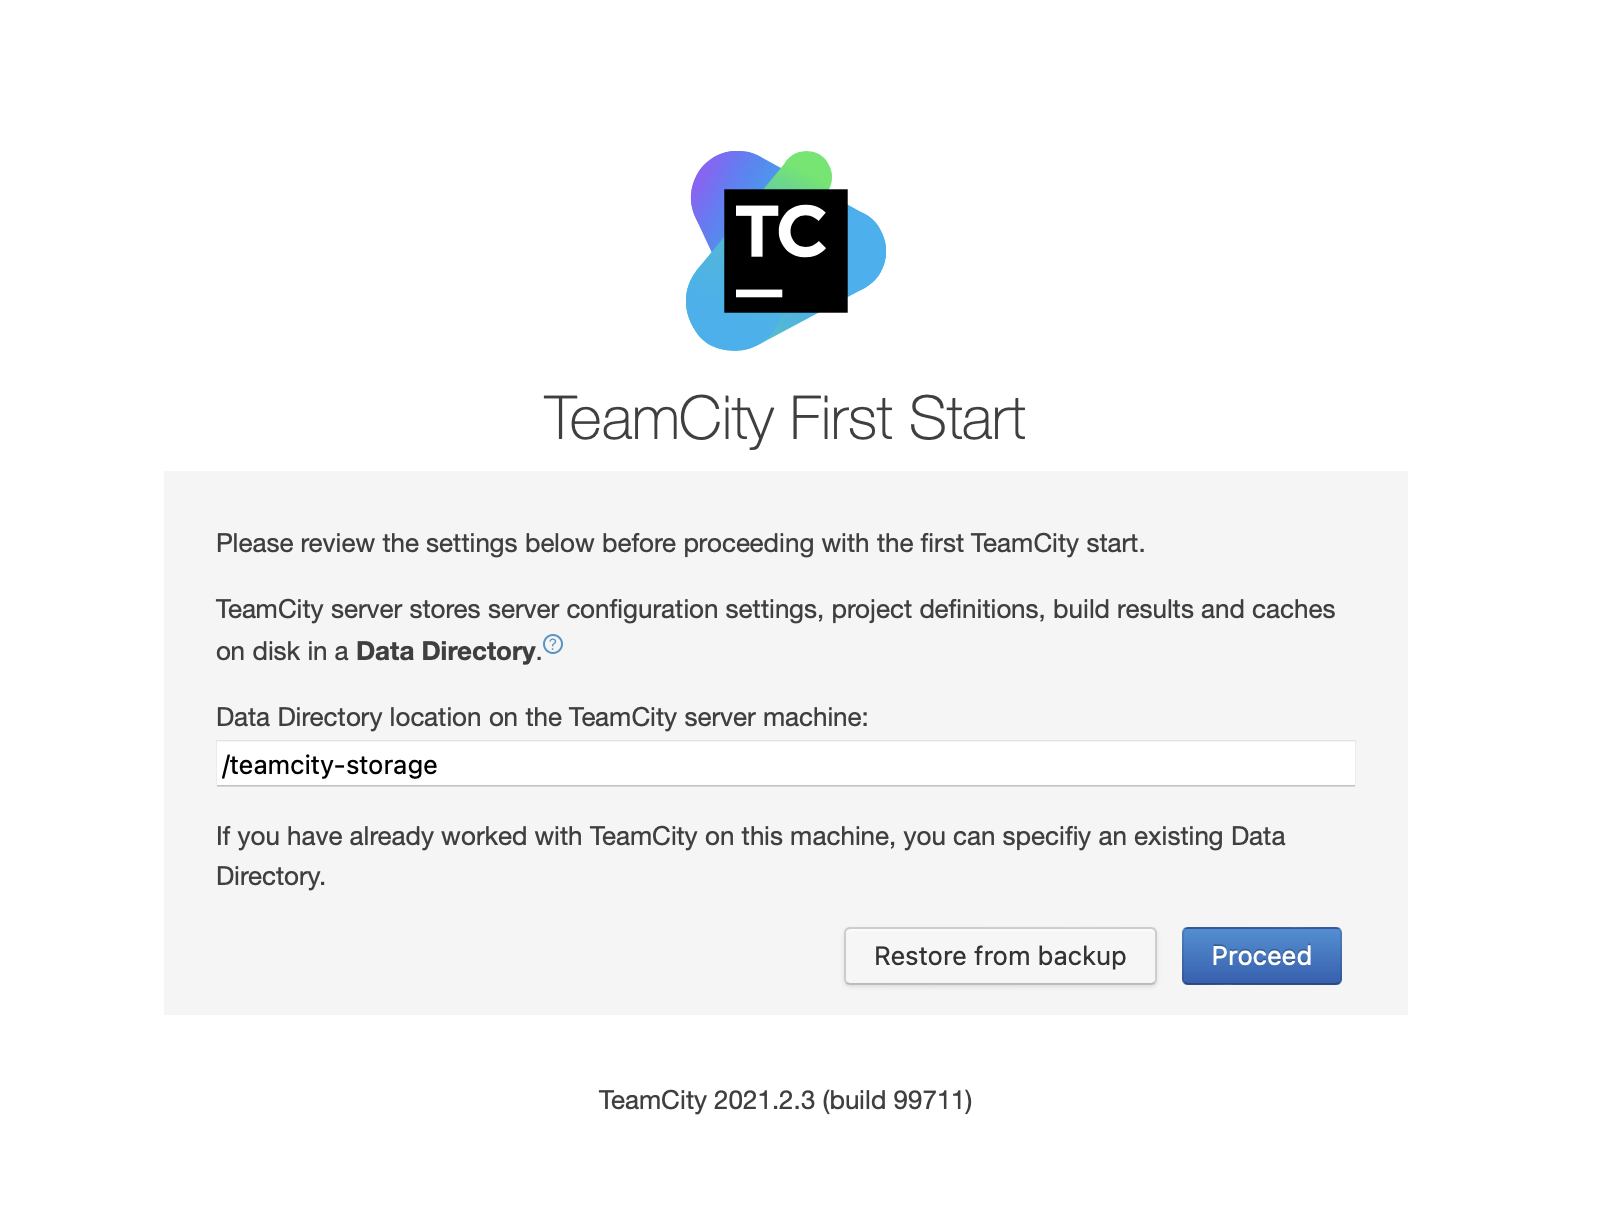 TC
TeamCity First Start
Please review the settings below before proceeding with the first TeamCity start.
TeamCity server stores server configuration settings, project definitions, build results and caches
on disk in a Data Directory.?
Data Directory location on the TeamCity server machine:
/teamcity-storage
If you have already worked with TeamCity on this machine, you can specifiy an existing Data
Directory.
Restore from backup
Proceed
TeamCity 2021.2.3 (build 99711)